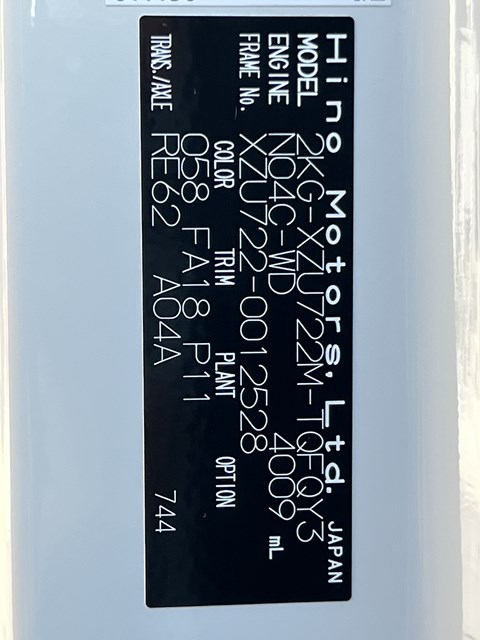 Hino Motors, Ltd. JAPAN
MODEL 2KG-XZU722M-TQFQY3
ENGINE N04C-WD 4009 mL
FRAME No. XZU722-0012528
COLOR TRIM PLANT OPTION
058 FA18 P11
TRANS./AXLE RE62 A04A 744